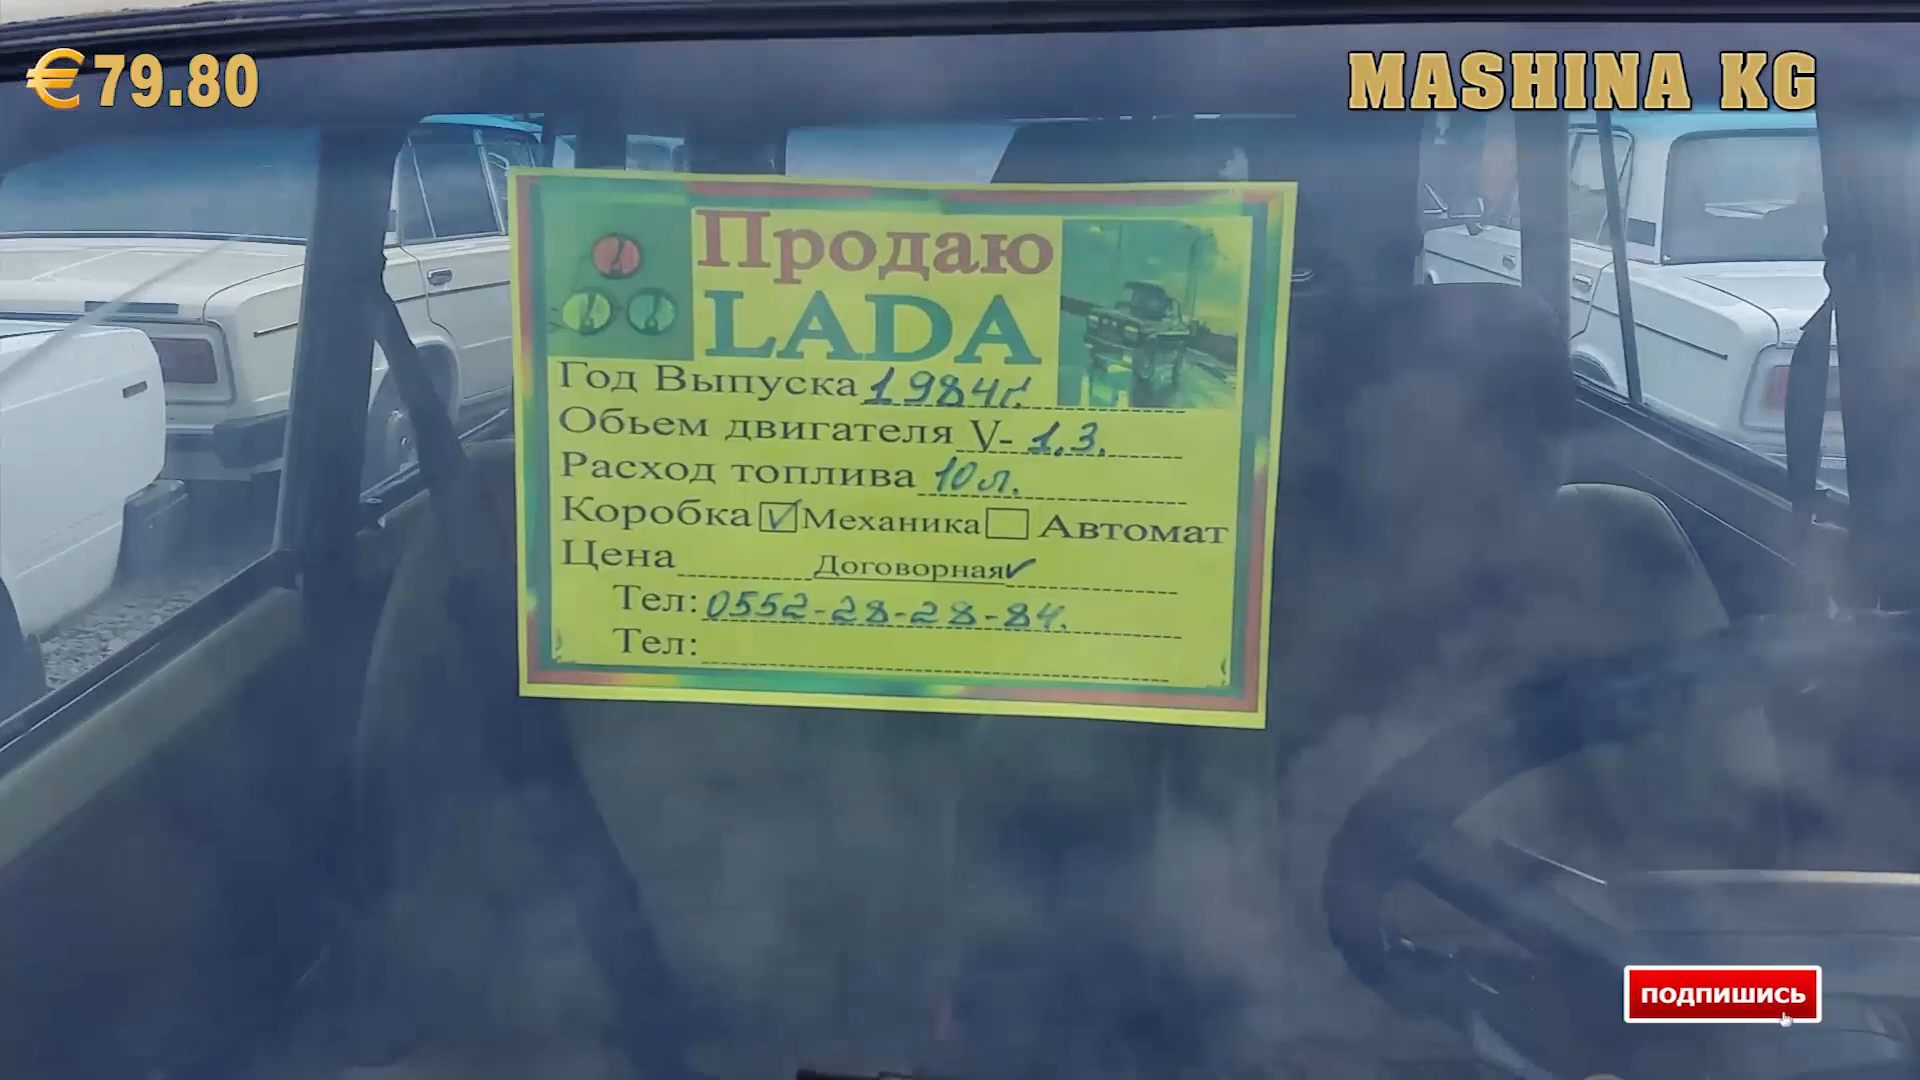 €79.80
MASHINA KG
Продаю
LADA
Год Выпуска 1984г.
Обьем двигателя V- 1.3.
Расход топлива 10л.
Коробка ☑ Механика ☐ Автомат
Цена Договорная✓
Тел: 0552-28-28-84.
Тел:
ПОДПИШИСЬ